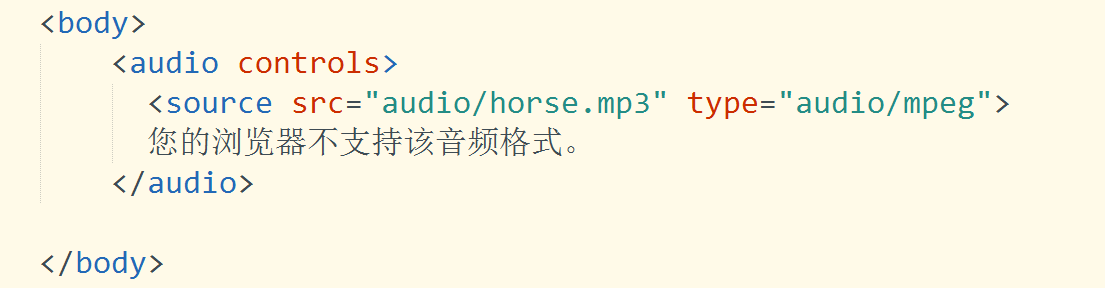 <body>
<audio controls>
<source src="audio/horse.mp3" type="audio/mpeg">
您的浏览器不支持该音频格式。
</audio>
</body>